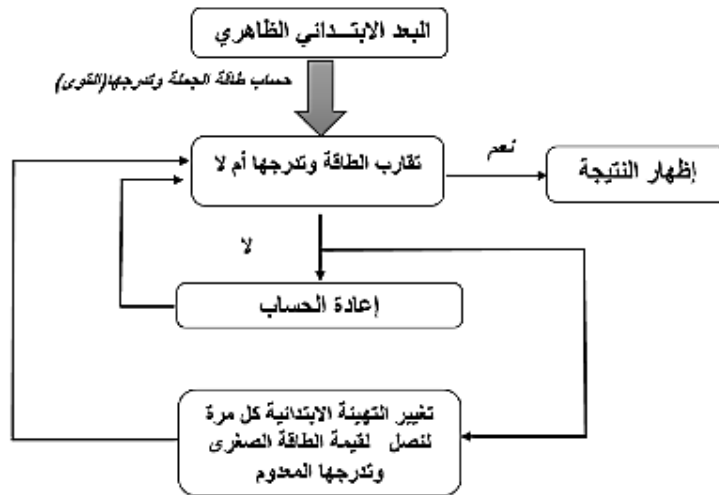 البعد الابتدائي الظاهري
حساب طاقة الجملة وتدرجها(القوى)
تقارب الطاقة وتدرجها أم لا
نعم
إظهار النتيجة
لا
إعادة الحساب
تغيير التهيئة الابتدائية كل مرة
لنصل لقيمة الطاقة الصغرى
وتدرجها المعدوم